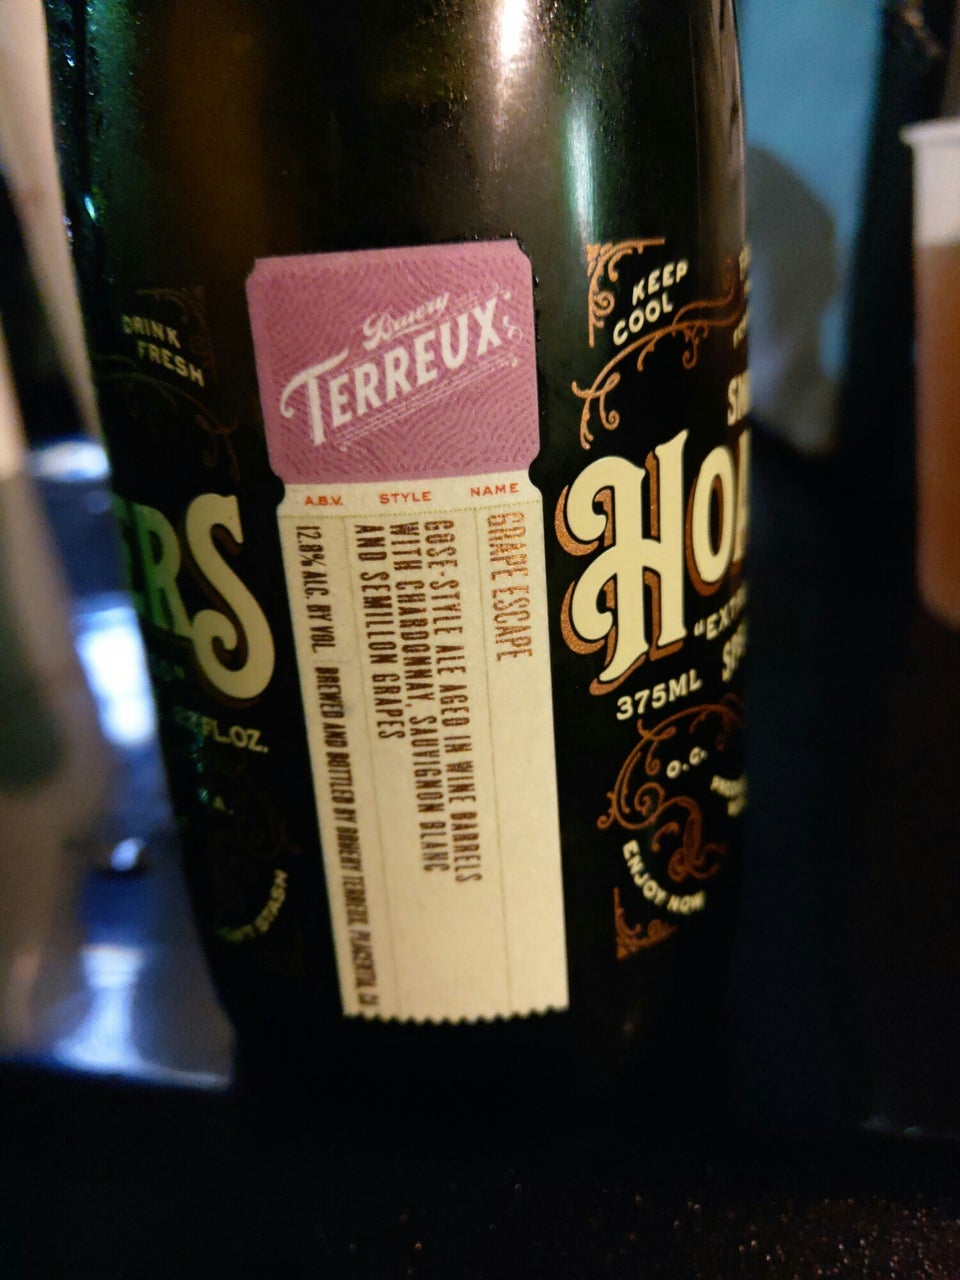 DRINK
FRESH
ERS
FL.OZ.
Bruery
TERREUX
A.B.V. STYLE NAME
GRAPE ESCAPE
GOSE-STYLE ALE AGED IN WINE BARRELS
WITH CHARDONNAY, SAUVIGNON BLANC
AND SEMILLON GRAPES
12.8% ALC. BY VOL. BREWED AND BOTTLED BY BRUERY TERREUX, PLACENTIA, CA
KEEP
COOL
HO
375ML
O.C.
ENJOY NOW